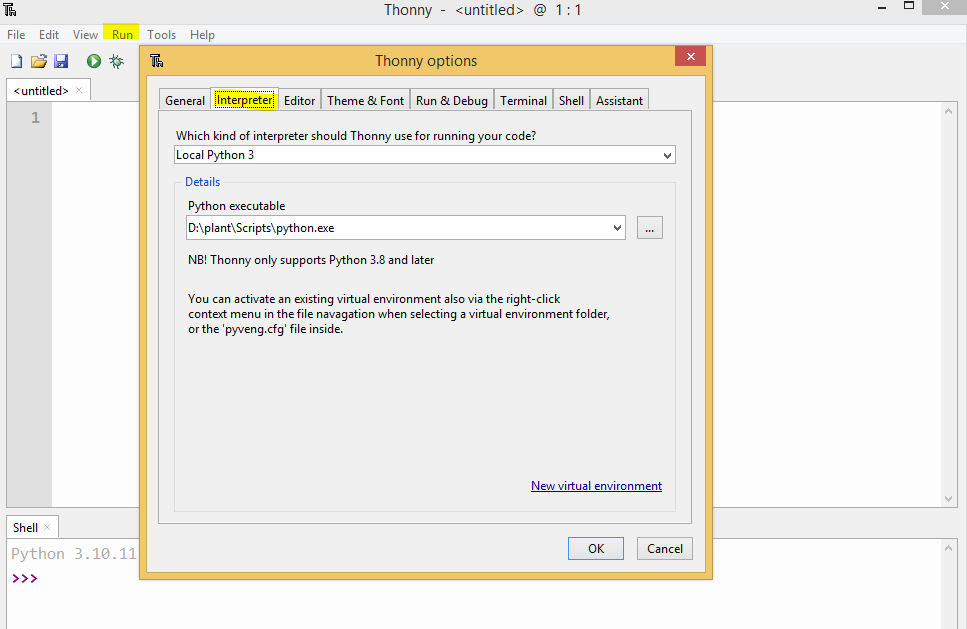 Thonny - <untitled> @ 1 : 1
File Edit View Run Tools Help
Thonny options
<untitled> ×
General Interpreter Editor Theme & Font Run & Debug Terminal Shell Assistant
1
Which kind of interpreter should Thonny use for running your code?
Local Python 3
Details
Python executable
D:\plant\Scripts\python.exe
...
NB! Thonny only supports Python 3.8 and later
You can activate an existing virtual environment also via the right-click
context menu in the file navagation when selecting a virtual environment folder,
or the 'pyveng.cfg' file inside.
New virtual environment
Shell ×
OK Cancel
Python 3.10.11
>>>